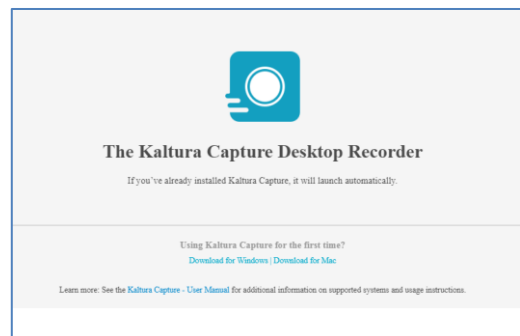 The Kaltura Capture Desktop Recorder
If you've already installed Kaltura Capture, it will launch automatically.
Using Kaltura Capture for the first time?
Download for Windows | Download for Mac
Learn more: See the Kaltura Capture - User Manual for additional information on supported systems and usage instructions.